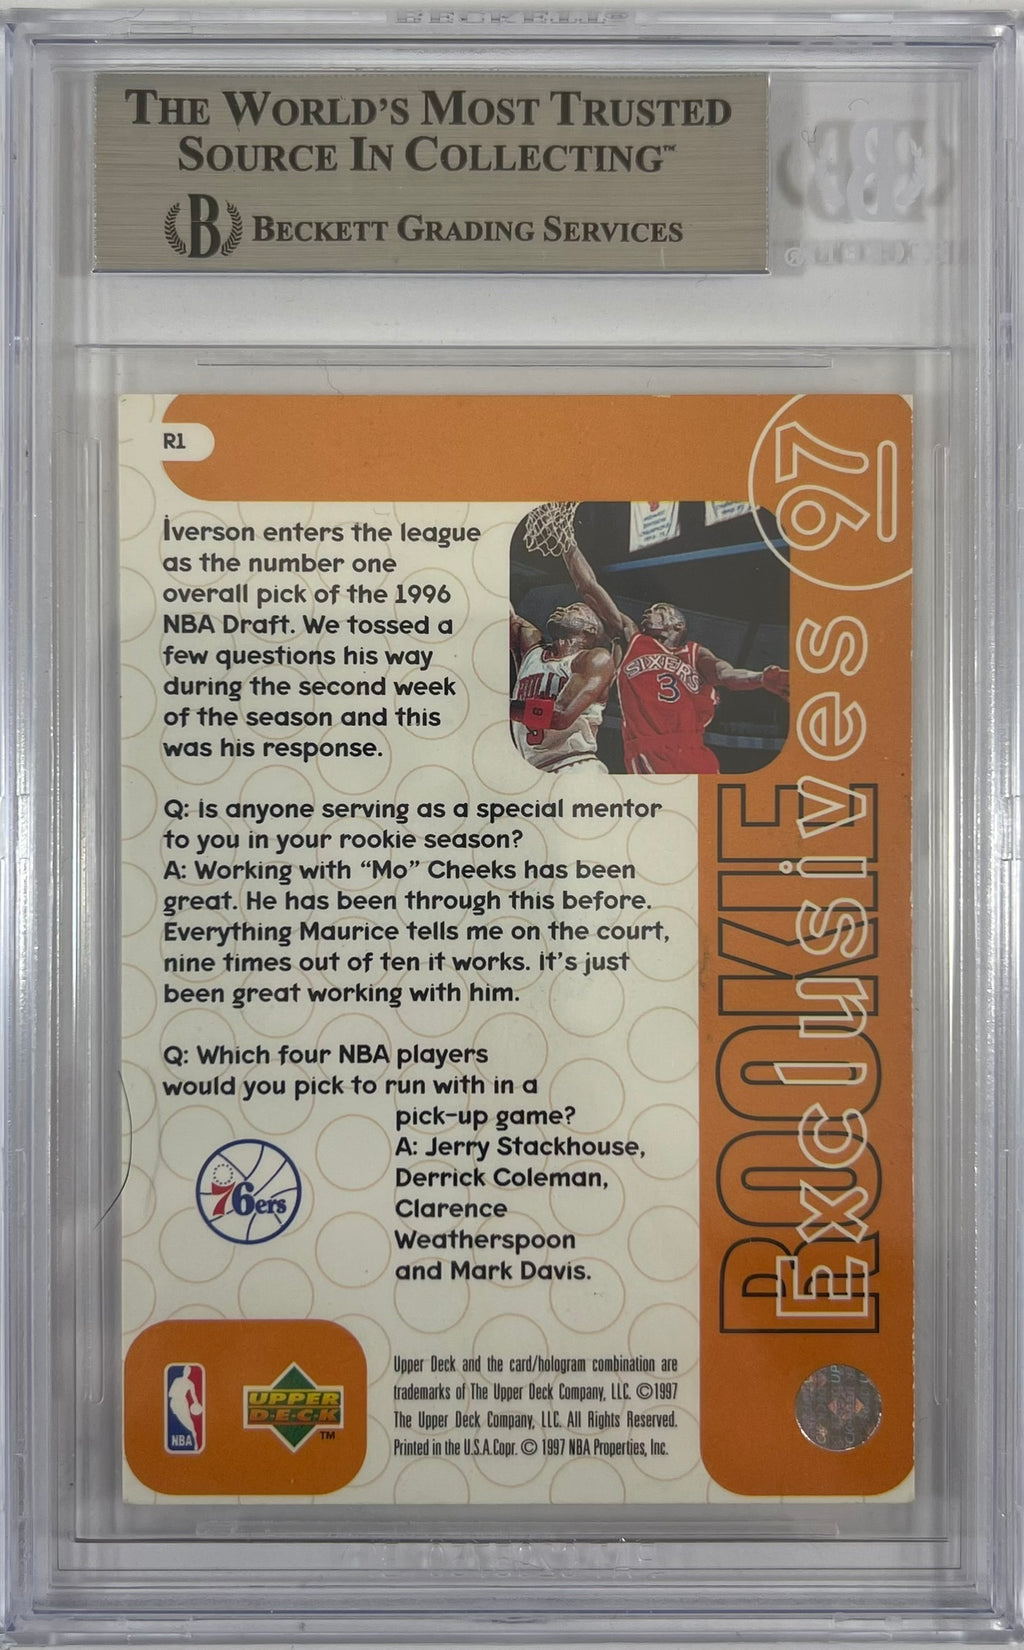 BECKETT®
THE WORLD'S MOST TRUSTED
SOURCE IN COLLECTING™
B BECKETT GRADING SERVICES
R1
97
Iverson enters the league
as the number one
overall pick of the 1996
NBA Draft. We tossed a
few questions his way
during the second week
of the season and this
was his response.
SIXERS
3
Q: Is anyone serving as a special mentor
to you in your rookie season?
A: Working with “Mo” Cheeks has been
great. He has been through this before.
Everything Maurice tells me on the court,
nine times out of ten it works. It's just
been great working with him.
Q: Which four NBA players
would you pick to run with in a
pick-up game?
A: Jerry Stackhouse,
Derrick Coleman,
Clarence
Weatherspoon
and Mark Davis.
76ers
ROOKIE
Exclusives
NBA
UPPER
DECK
™
Upper Deck and the card/hologram combination are
trademarks of The Upper Deck Company, LLC. ©1997
The Upper Deck Company, LLC. All Rights Reserved.
Printed in the U.S.A. Copr. © 1997 NBA Properties, Inc.